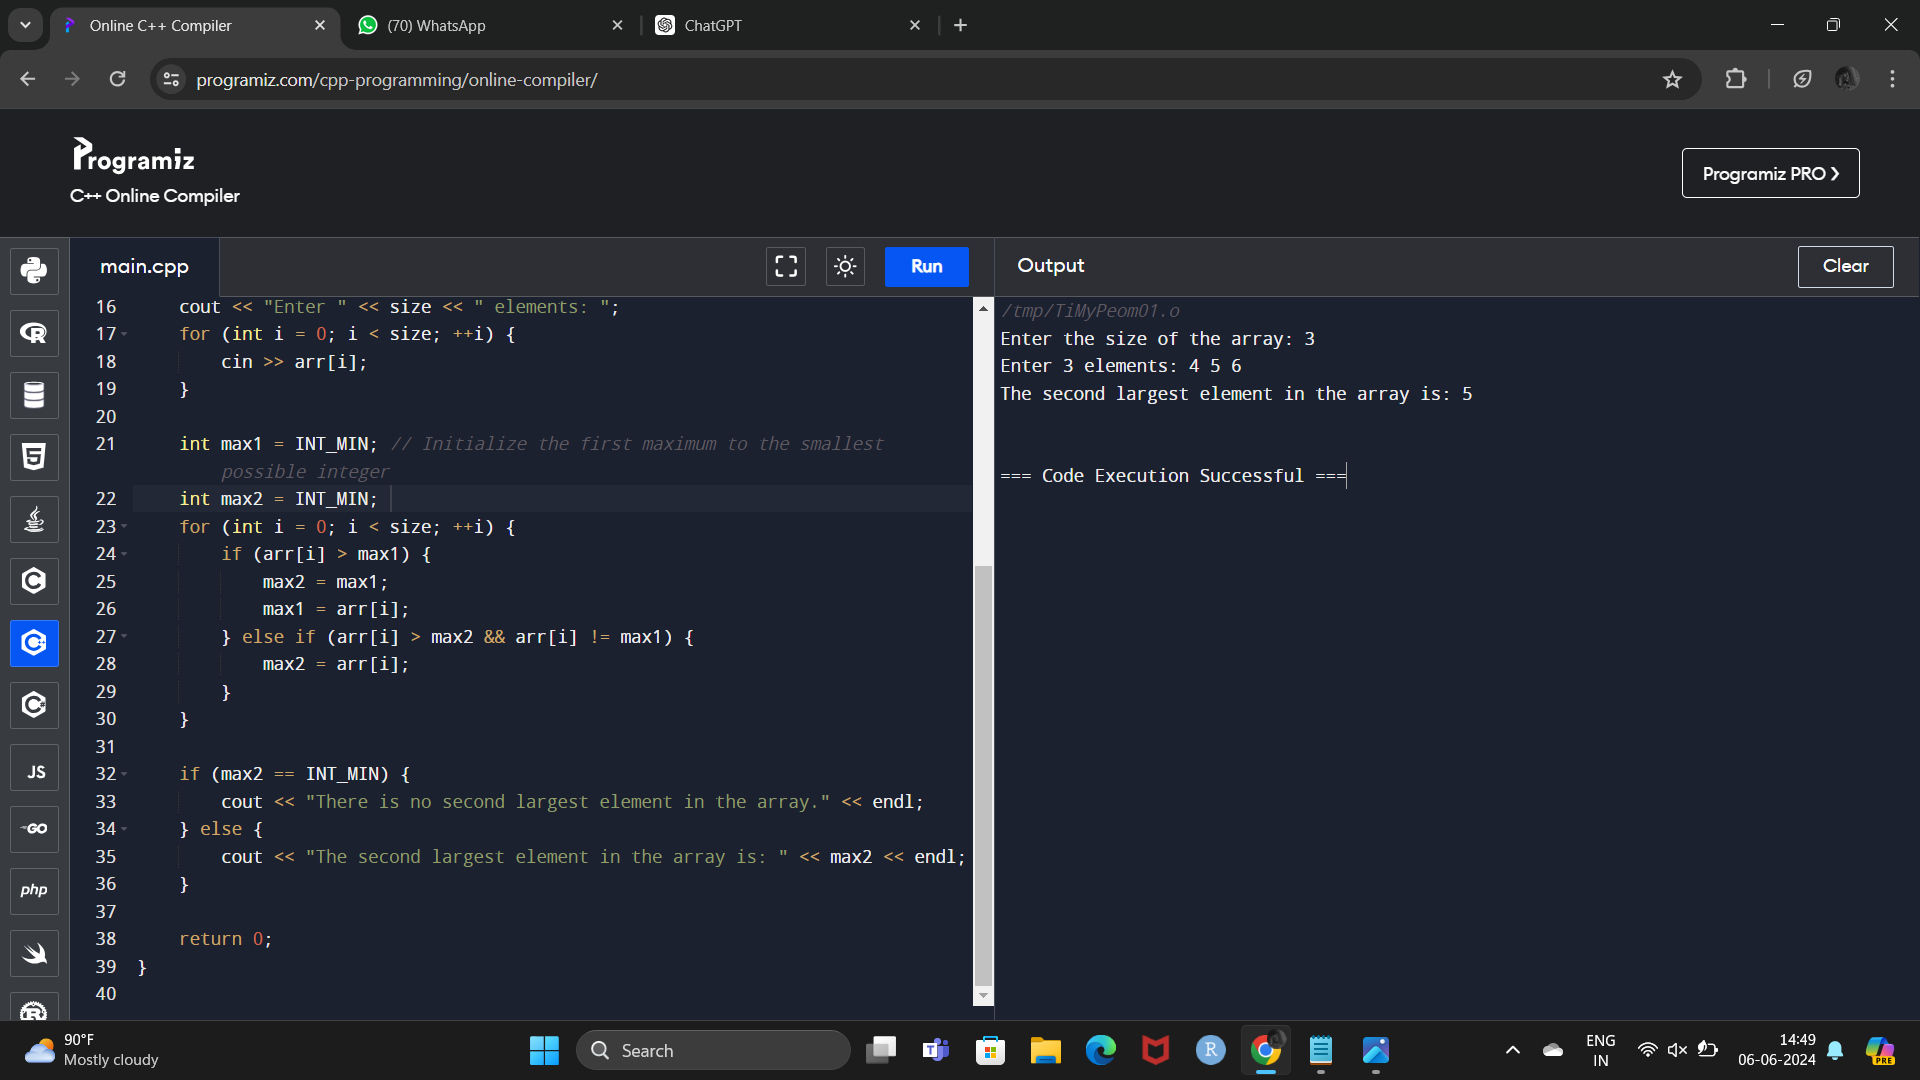 Online C++ Compiler
(70) WhatsApp
ChatGPT
programiz.com/cpp-programming/online-compiler/
Programiz
C++ Online Compiler
Programiz PRO ❯
main.cpp
Run
Output
Clear
16 cout << "Enter " << size << " elements: ";
17 for (int i = 0; i < size; ++i) {
18 cin >> arr[i];
19 }
20
21 int max1 = INT_MIN; // Initialize the first maximum to the smallest
possible integer
22 int max2 = INT_MIN;
23 for (int i = 0; i < size; ++i) {
24 if (arr[i] > max1) {
25 max2 = max1;
26 max1 = arr[i];
27 } else if (arr[i] > max2 && arr[i] != max1) {
28 max2 = arr[i];
29 }
30 }
31
32 if (max2 == INT_MIN) {
33 cout << "There is no second largest element in the array." << endl;
34 } else {
35 cout << "The second largest element in the array is: " << max2 << endl;
36 }
37
38 return 0;
39 }
40
/tmp/TiMyPeomO1.o
Enter the size of the array: 3
Enter 3 elements: 4 5 6
The second largest element in the array is: 5
=== Code Execution Successful ===
JS
GO
php
90°F
Mostly cloudy
Search
ENG
IN
14:49
06-06-2024
PRE